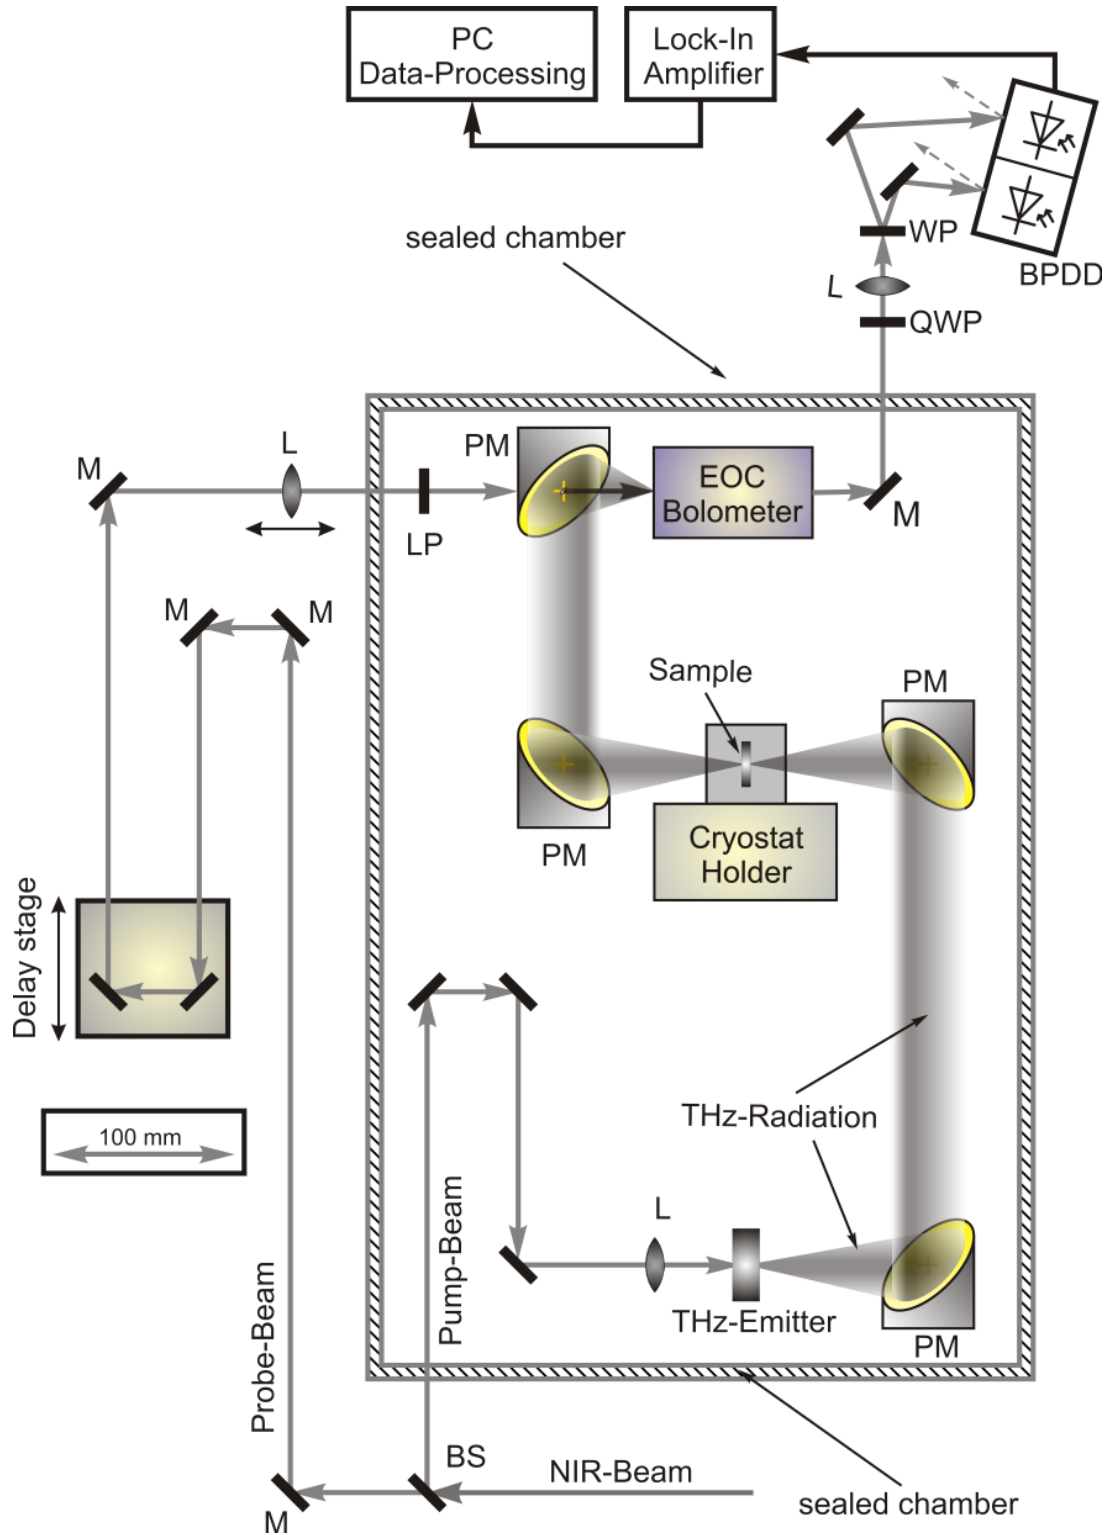 PC
Data-Processing
Lock-In
Amplifier
sealed chamber
WP
BPDD
L
QWP
PM
EOC
Bolometer
M
L
M
LP
M
M
Sample
PM
PM
Cryostat
Holder
Delay stage
100 mm
THz-Radiation
Pump-Beam
L
THz-Emitter
PM
Probe-Beam
BS
NIR-Beam
M
sealed chamber